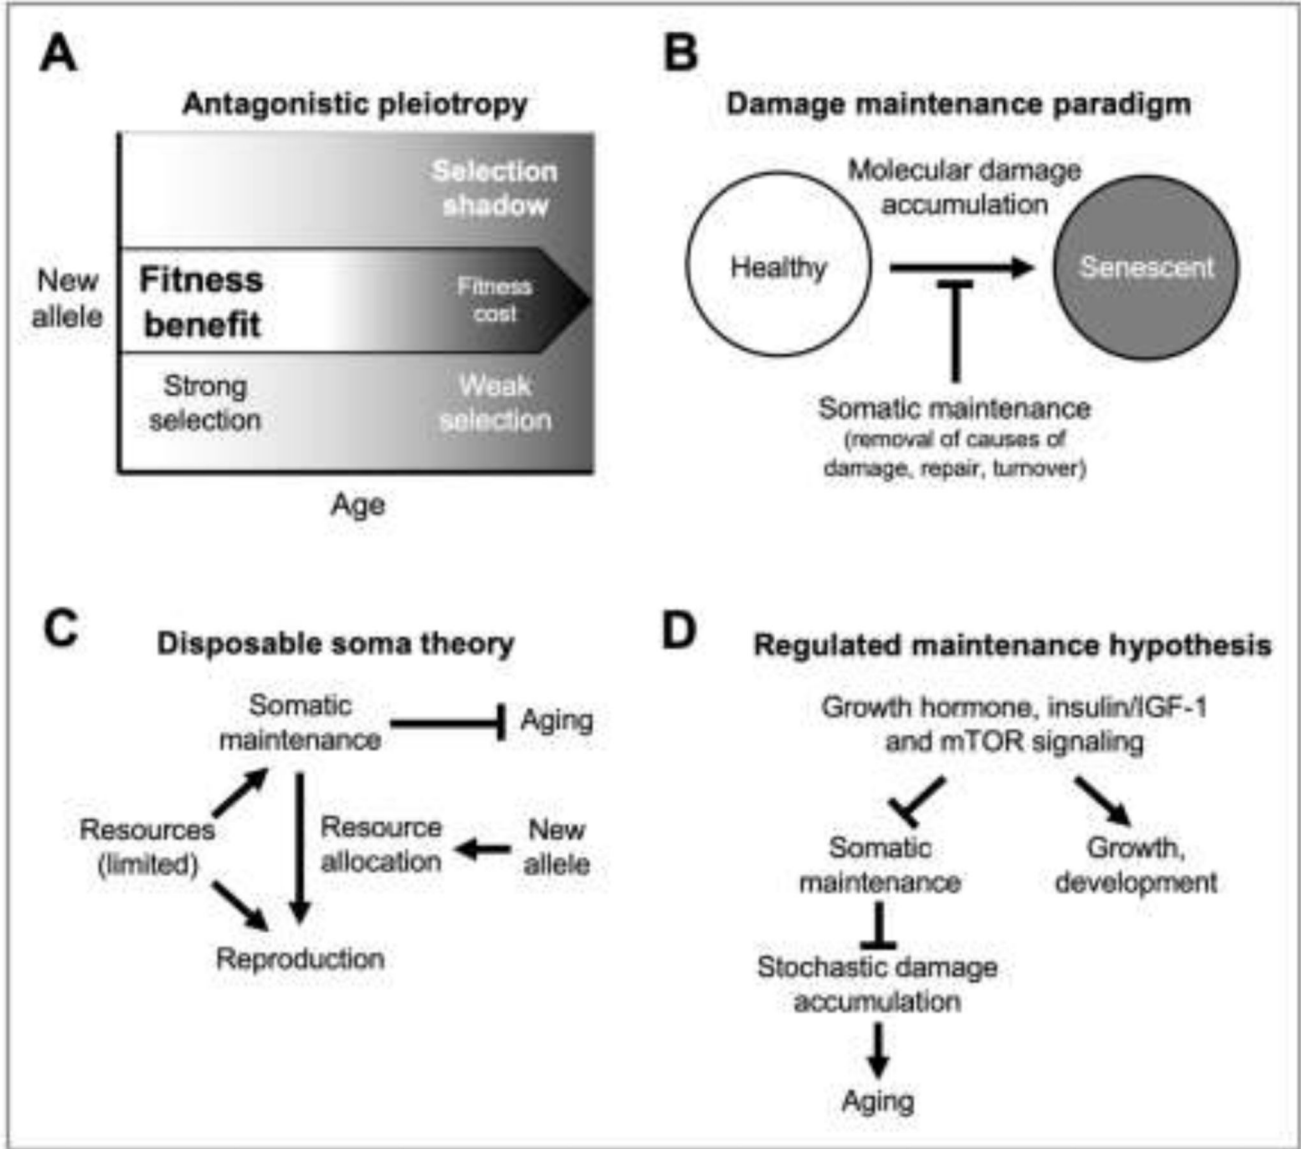 A
Antagonistic pleiotropy
Selection
shadow
New
allele
Fitness
benefit
Fitness
cost
Strong
selection
Weak
selection
Age
B
Damage maintenance paradigm
Molecular damage
accumulation
Healthy
Senescent
Somatic maintenance
(removal of causes of
damage, repair, turnover)
C
Disposable soma theory
Somatic
maintenance
Aging
Resources
(limited)
Resource
allocation
New
allele
Reproduction
D
Regulated maintenance hypothesis
Growth hormone, insulin/IGF-1
and mTOR signaling
Somatic
maintenance
Growth,
development
Stochastic damage
accumulation
Aging